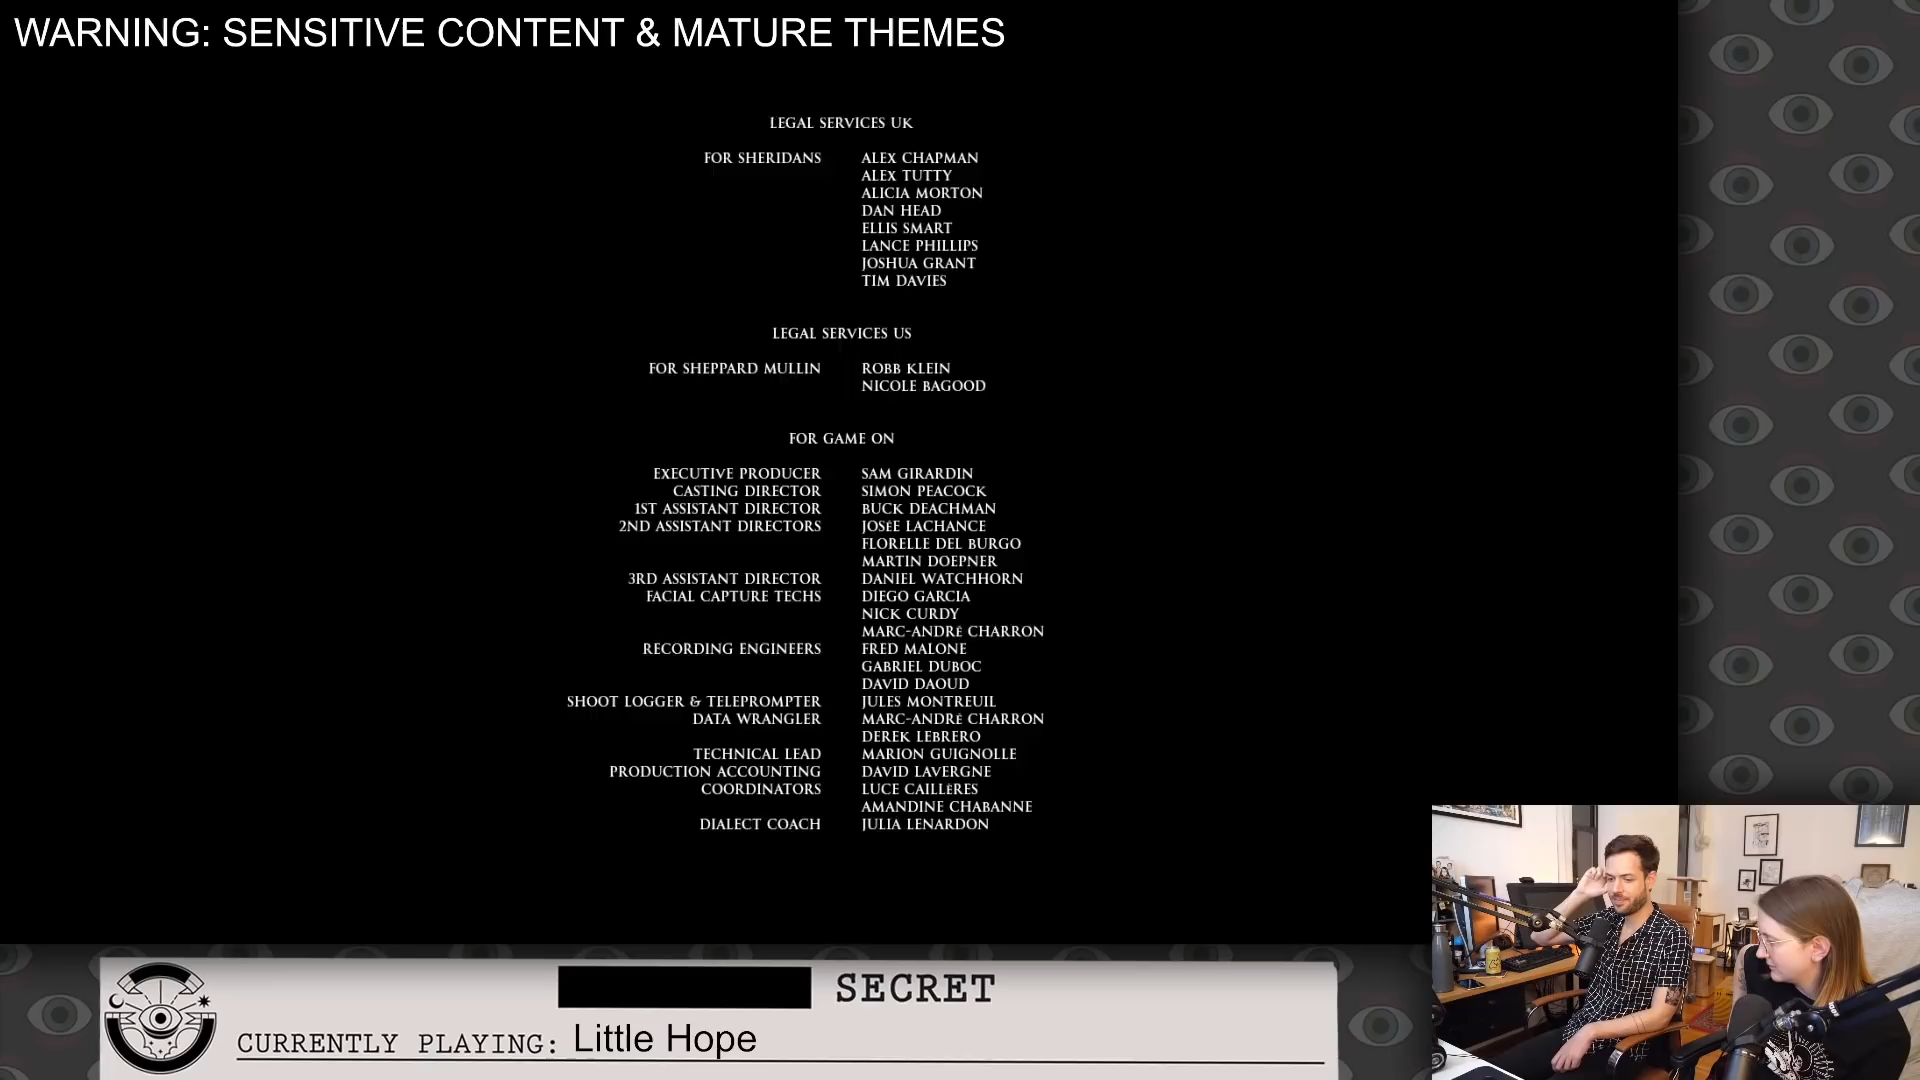 WARNING: SENSITIVE CONTENT & MATURE THEMES
LEGAL SERVICES UK
FOR SHERIDANS ALEX CHAPMAN
ALEX TUTTY
ALICIA MORTON
DAN HEAD
ELLIS SMART
LANCE PHILLIPS
JOSHUA GRANT
TIM DAVIES
LEGAL SERVICES US
FOR SHEPPARD MULLIN ROBB KLEIN
NICOLE BAGOOD
FOR GAME ON
EXECUTIVE PRODUCER SAM GIRARDIN
CASTING DIRECTOR SIMON PEACOCK
1ST ASSISTANT DIRECTOR BUCK DEACHMAN
2ND ASSISTANT DIRECTORS JOSÉE LACHANCE
FLORELLE DEL BURGO
MARTIN DOEPNER
3RD ASSISTANT DIRECTOR DANIEL WATCHHORN
FACIAL CAPTURE TECHS DIEGO GARCIA
NICK CURDY
MARC-ANDRÉ CHARRON
RECORDING ENGINEERS FRED MALONE
GABRIEL DUBOC
DAVID DAOUD
SHOOT LOGGER & TELEPROMPTER JULES MONTREUIL
DATA WRANGLER MARC-ANDRÉ CHARRON
DEREK LEBRERO
TECHNICAL LEAD MARION GUIGNOLLE
PRODUCTION ACCOUNTING DAVID LAVERGNE
COORDINATORS LUCE CAILLÈRES
AMANDINE CHABANNE
DIALECT COACH JULIA LENARDON
SECRET
CURRENTLY PLAYING: Little Hope